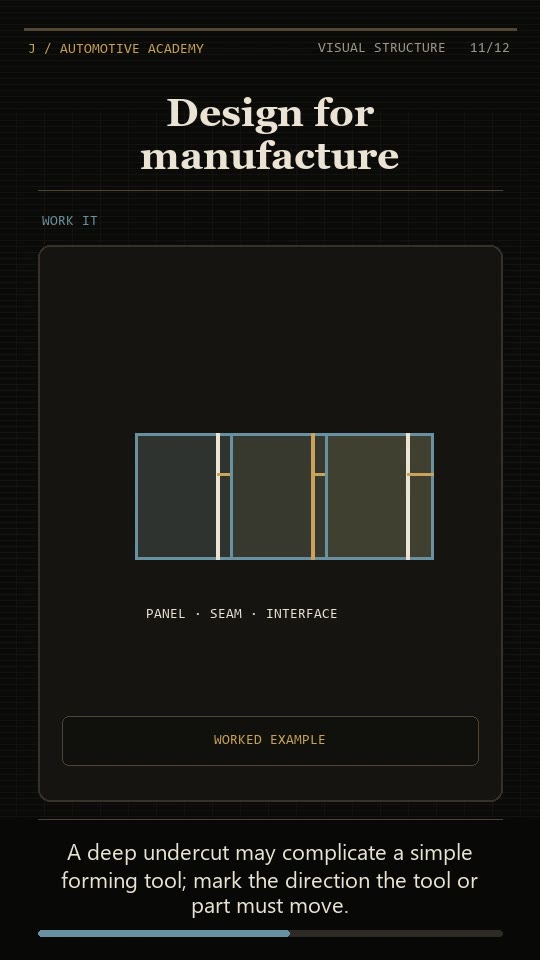 J / AUTOMOTIVE ACADEMY
VISUAL STRUCTURE 11/12
Design for
manufacture
WORK IT
PANEL · SEAM · INTERFACE
WORKED EXAMPLE
A deep undercut may complicate a simple
forming tool; mark the direction the tool or
part must move.